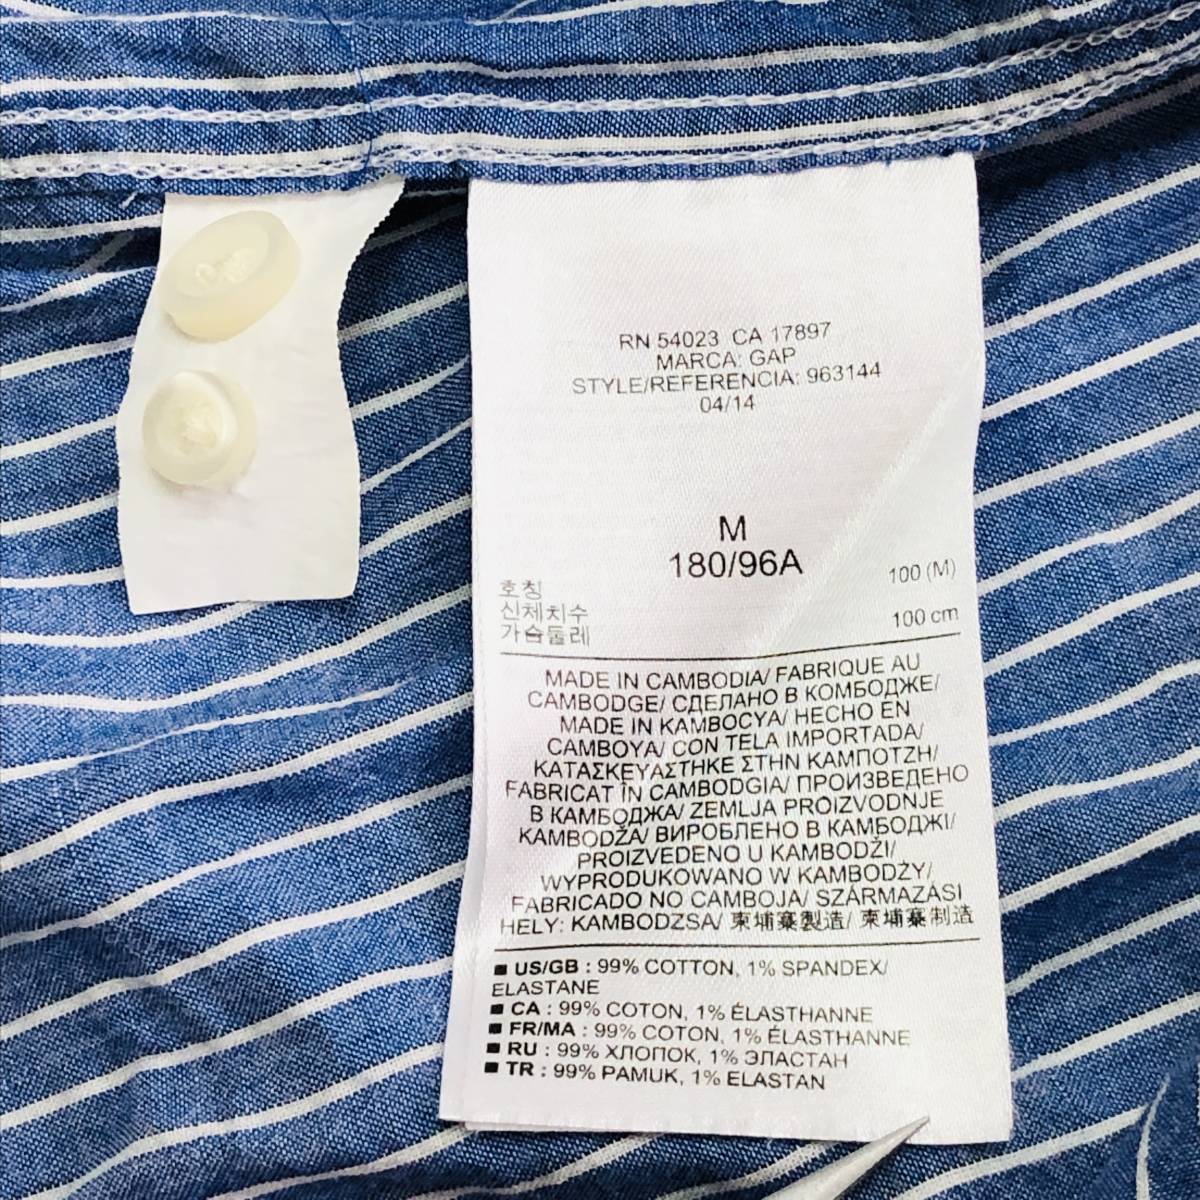 RN 54023 CA 17897
MARCA: GAP
STYLE/REFERENCIA: 963144
04/14
M
180/96A
호칭 100 (M)
신체치수
가슴둘레 100 cm
MADE IN CAMBODIA/ FABRIQUE AU
CAMBODGE/ СДЕЛАНО В КОМБОДЖЕ/
MADE IN KAMBOCYA/ HECHO EN
CAMBOYA/ CON TELA IMPORTADA/
ΚΑΤΑΣΚΕΥΑΣΤΗΚΕ ΣΤΗΝ ΚΑΜΠΟΤΖΗ/
FABRICAT ÎN CAMBODGIA/ ПРОИЗВЕДЕНО
В КАМБОДЖА/ ZEMLJA PROIZVODNJE
KAMBODŽA/ ВИРОБЛЕНО В КАМБОДЖІ/
PROIZVEDENO U KAMBODŽI/
WYPRODUKOWANO W KAMBODŻY/
FABRICADO NO CAMBOJA/ SZÁRMAZÁSI
HELY: KAMBODZSA/ 柬埔寨製造/ 柬埔寨制造
■ US/GB : 99% COTTON, 1% SPANDEX/
ELASTANE
■ CA : 99% COTON, 1% ÉLASTHANNE
■ FR/MA : 99% COTON, 1% ÉLASTHANNE
■ RU : 99% ХЛОПОК, 1% ЭЛАСТАН
■ TR : 99% PAMUK, 1% ELASTAN